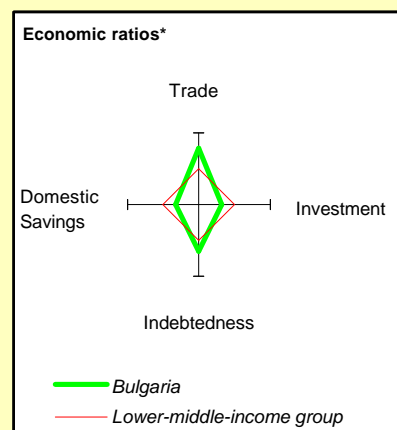 Economic ratios*
Trade
Domestic
Savings
Investment
Indebtedness
Bulgaria
Lower-middle-income group